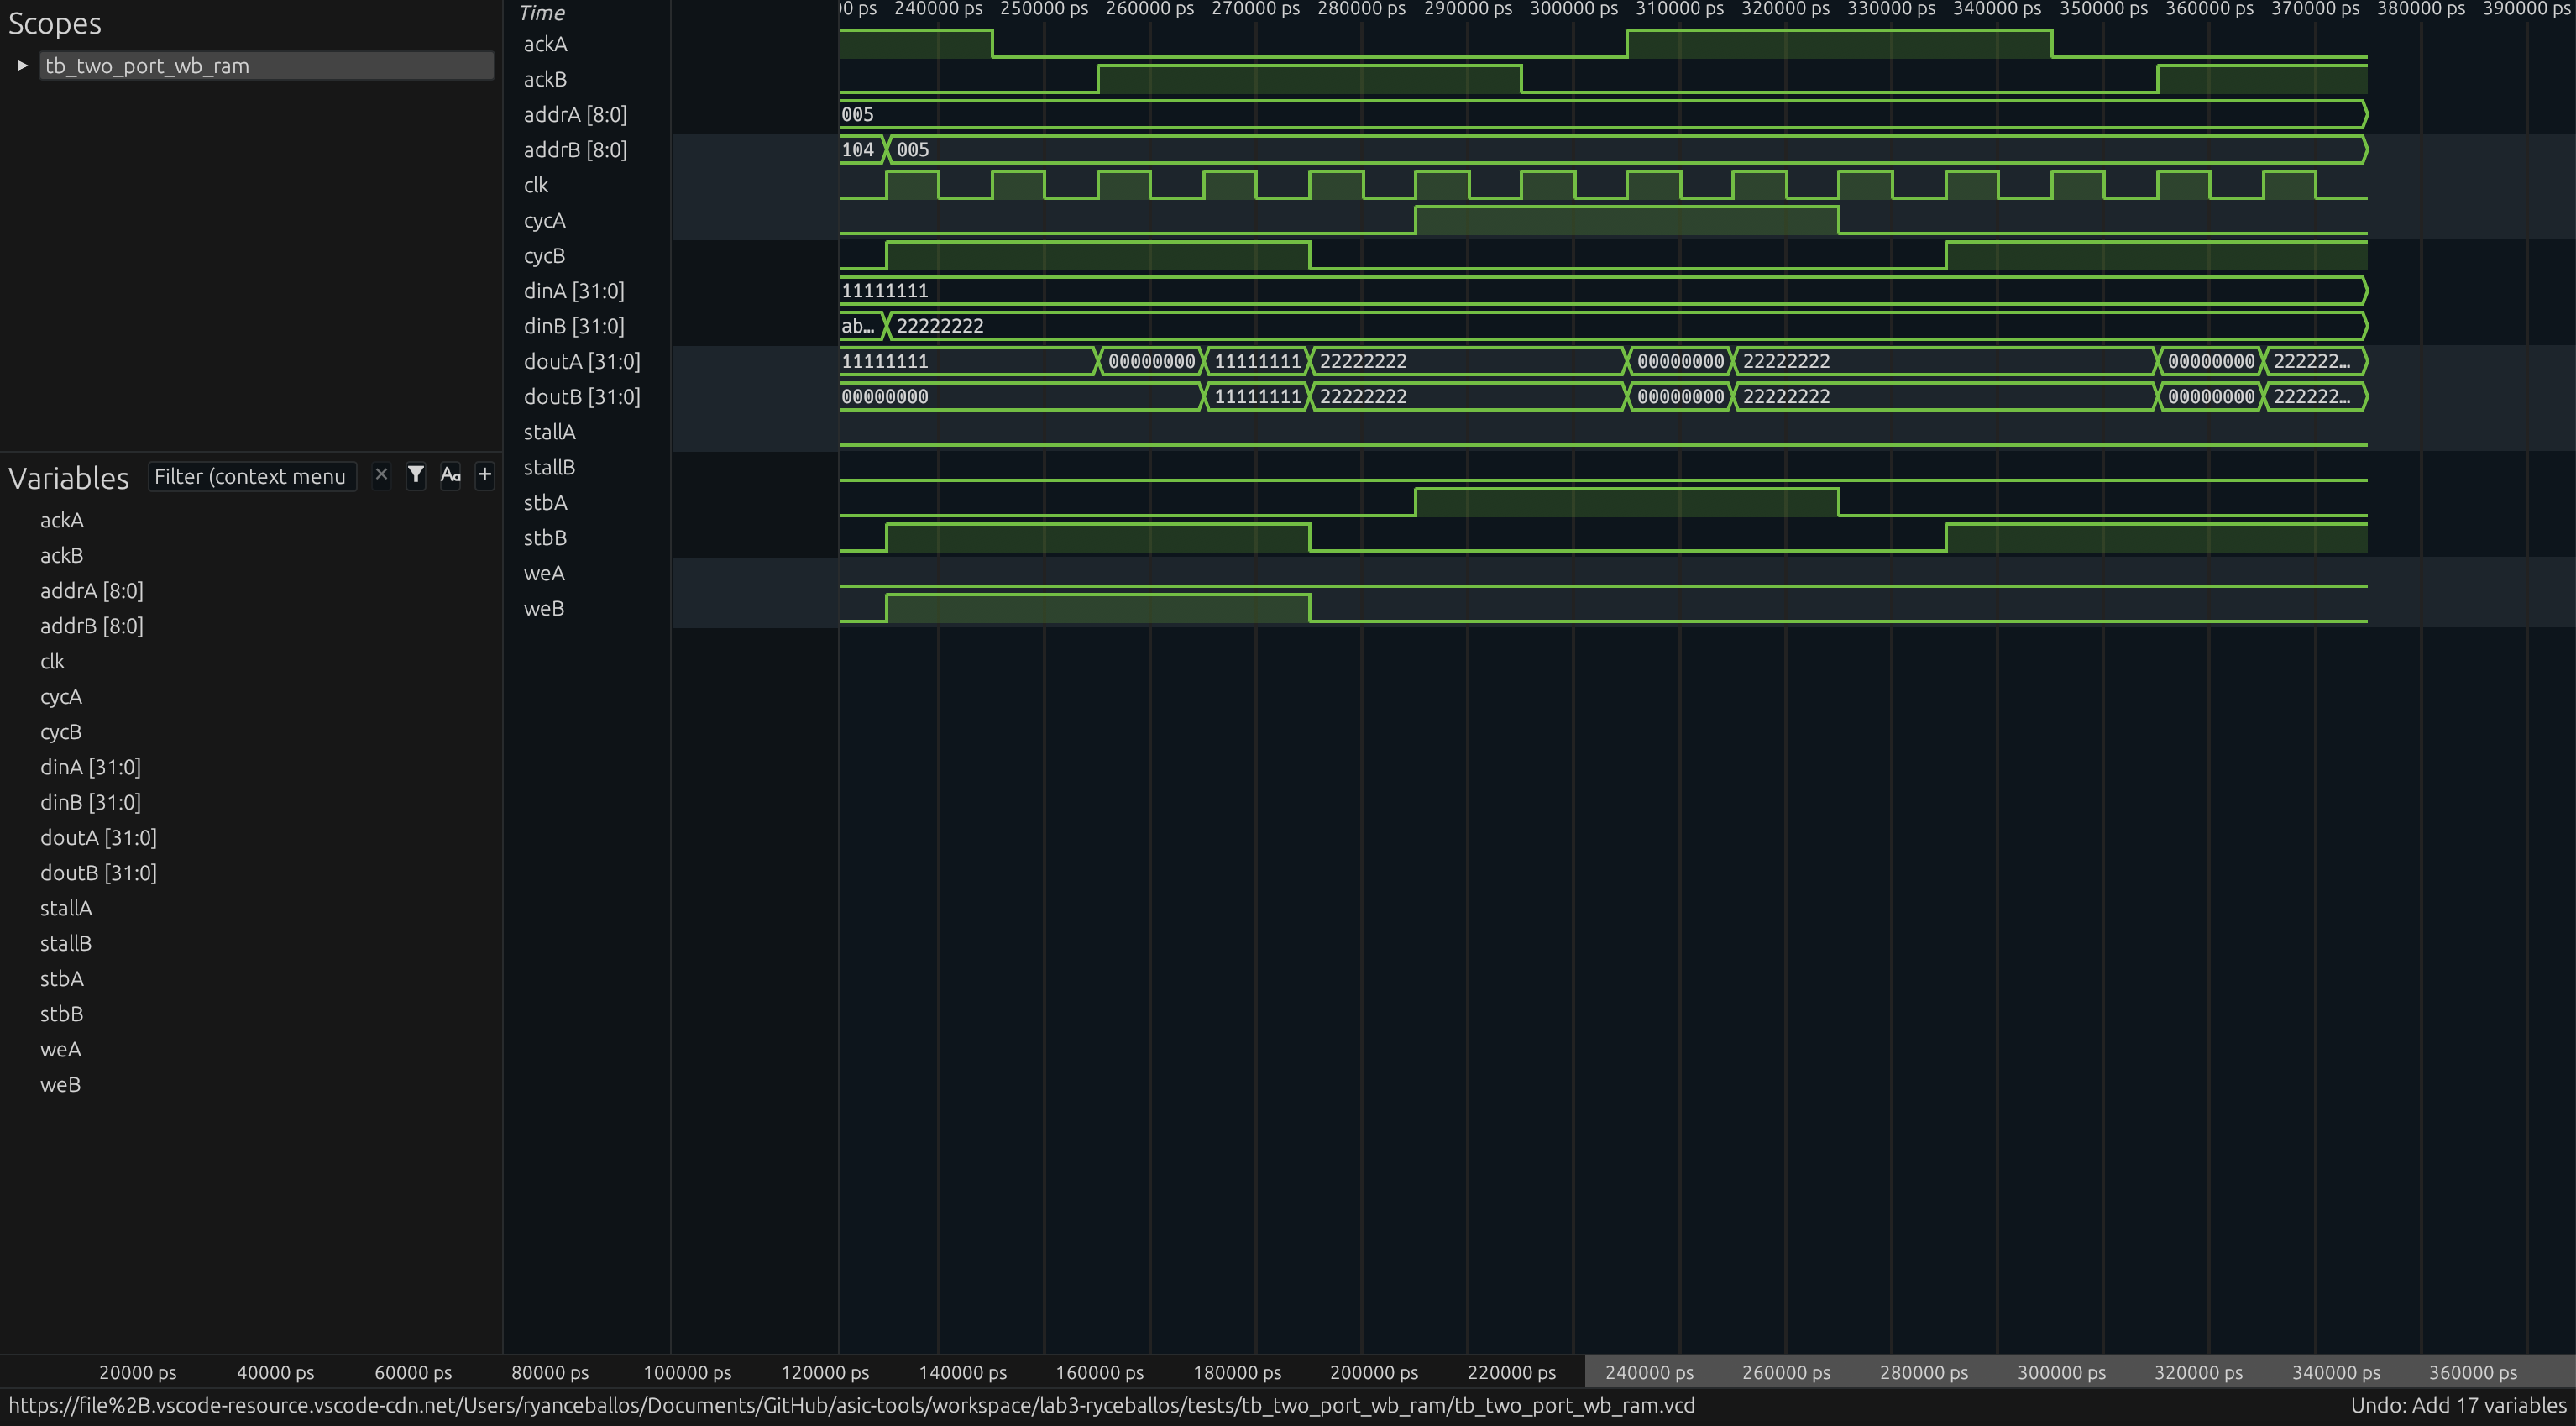 Scopes
tb_two_port_wb_ram
Variables
Filter (context menu
ackA
ackB
addrA [8:0]
addrB [8:0]
clk
cycA
cycB
dinA [31:0]
dinB [31:0]
doutA [31:0]
doutB [31:0]
stallA
stallB
stbA
stbB
weA
weB
Time
0 ps 240000 ps 250000 ps 260000 ps 270000 ps 280000 ps 290000 ps 300000 ps 310000 ps 320000 ps 330000 ps 340000 ps 350000 ps 360000 ps 370000 ps 380000 ps 390000 ps
ackA
ackB
addrA [8:0] 005
addrB [8:0] 104 005
clk
cycA
cycB
dinA [31:0] 11111111
dinB [31:0] ab... 22222222
doutA [31:0] 11111111 00000000 11111111 22222222 00000000 22222222 00000000 222222...
doutB [31:0] 00000000 11111111 22222222 00000000 22222222 00000000 222222...
stallA
stallB
stbA
stbB
weA
weB
20000 ps 40000 ps 60000 ps 80000 ps 100000 ps 120000 ps 140000 ps 160000 ps 180000 ps 200000 ps 220000 ps 240000 ps 260000 ps 280000 ps 300000 ps 320000 ps 340000 ps 360000 ps
https://file%2B.vscode-resource.vscode-cdn.net/Users/ryanceballos/Documents/GitHub/asic-tools/workspace/lab3-ryceballos/tests/tb_two_port_wb_ram/tb_two_port_wb_ram.vcd
Undo: Add 17 variables